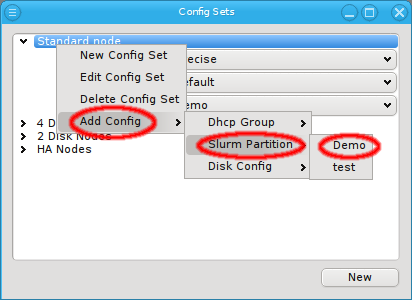 Config Sets
Standard node
New Config Set
Edit Config Set
Delete Config Set
Add Config
ecise
efault
emo
Dhcp Group
Slurm Partition
Disk Config
Demo
test
4 D
2 Disk Nodes
HA Nodes
New